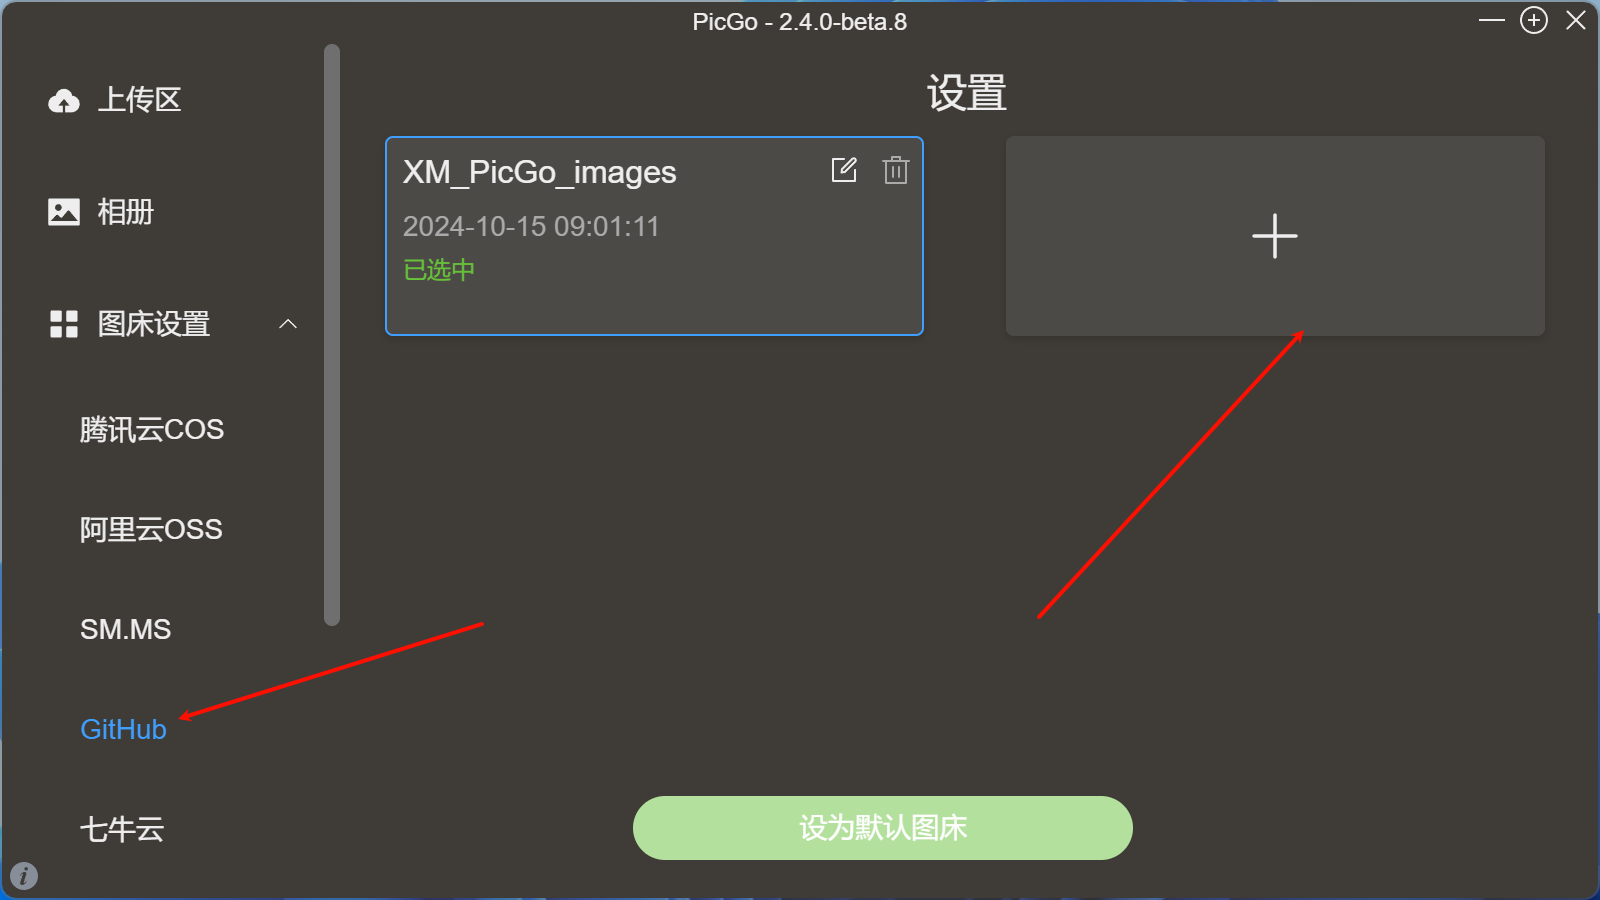 PicGo - 2.4.0-beta.8
上传区
相册
图床设置
腾讯云COS
阿里云OSS
SM.MS
GitHub
七牛云
设置
XM_PicGo_images
2024-10-15 09:01:11
已选中
设为默认图床